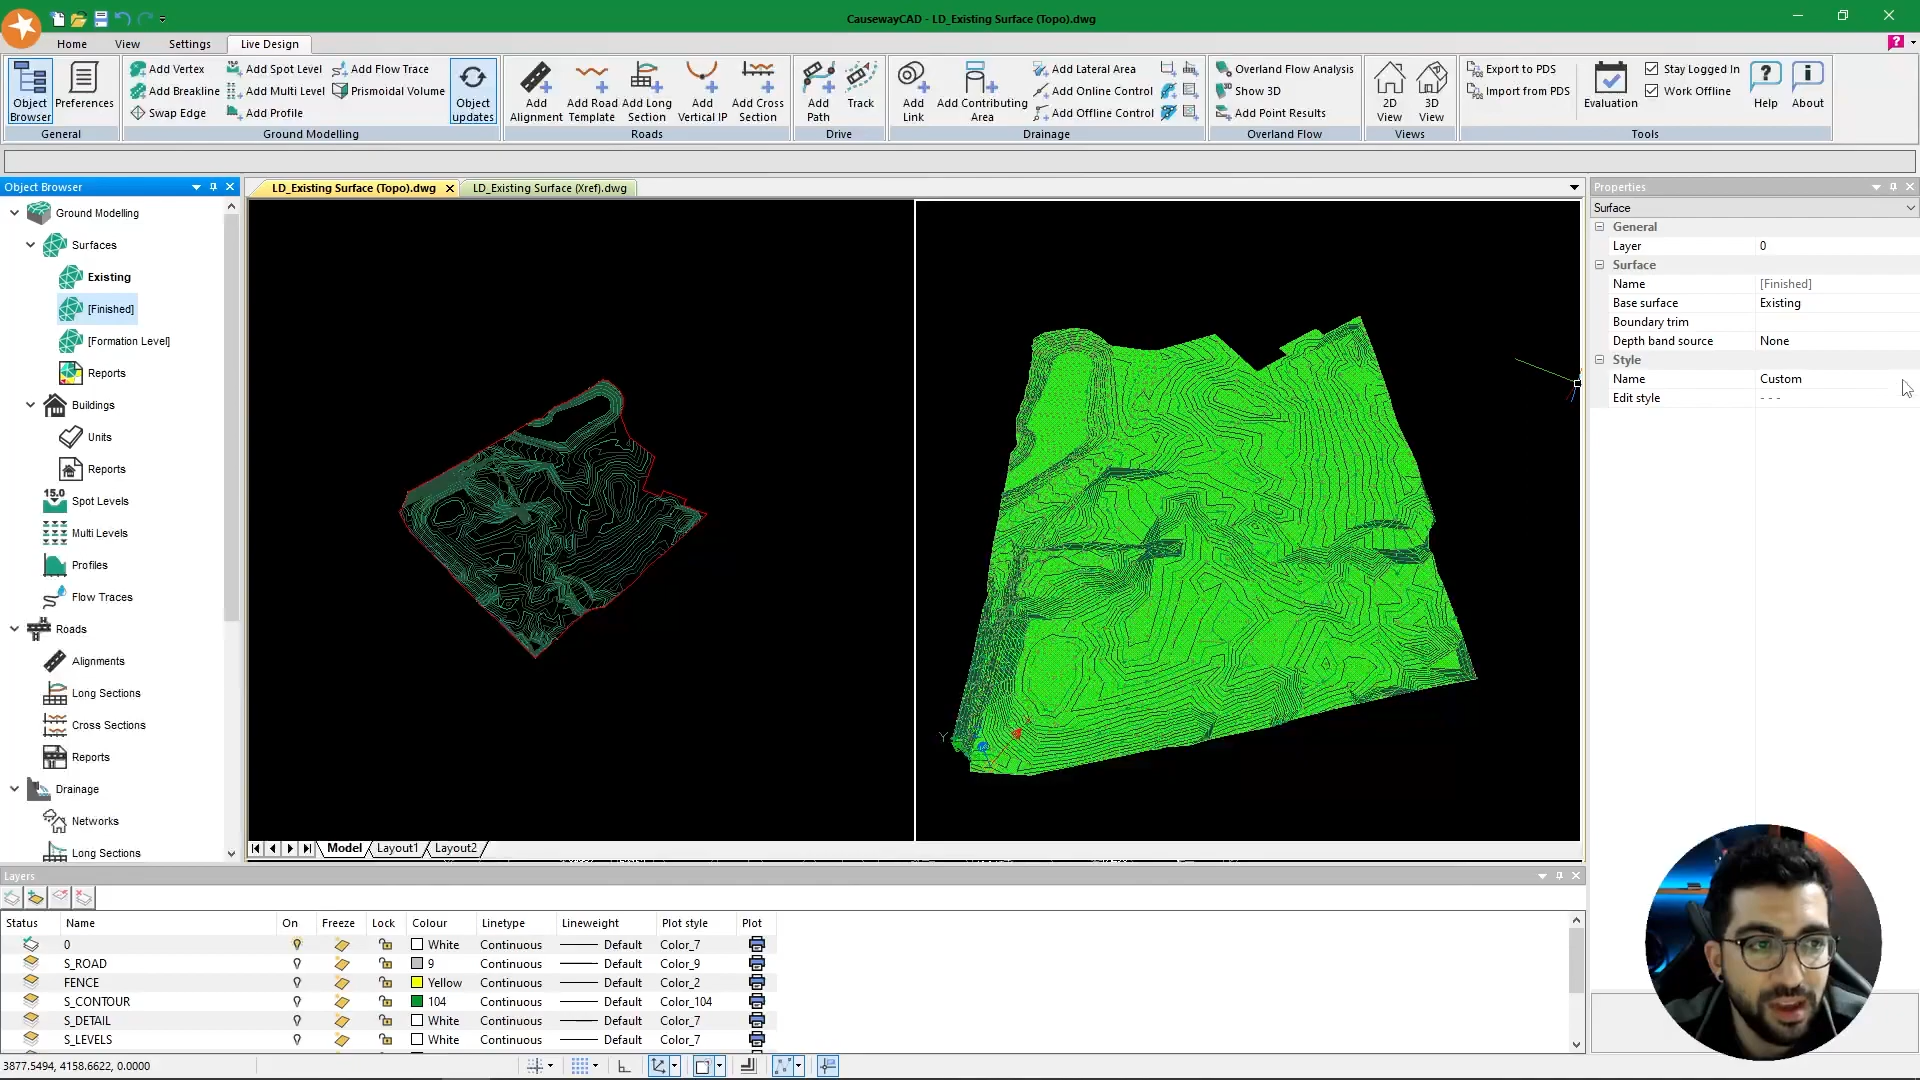 CausewayCAD - LD_Existing Surface (Topo).dwg
Home View Settings Live Design
Object Browser
Preferences
General
Add Vertex
Add Breakline
Swap Edge
Add Spot Level
Add Multi Level
Add Profile
Add Flow Trace
Prismoidal Volume
Object updates
Ground Modelling
Add Alignment
Add Road Template
Add Long Section
Add Vertical IP
Add Cross Section
Roads
Add Path
Track
Drive
Add Link
Add Contributing Area
Add Lateral Area
Add Online Control
Add Offline Control
Drainage
Overland Flow Analysis
Show 3D
Add Point Results
Overland Flow
2D View
3D View
Views
Export to PDS
Import from PDS
Evaluation
Stay Logged In
Work Offline
Help
About
Tools
Object Browser
Ground Modelling
Surfaces
Existing
[Finished]
[Formation Level]
Reports
Buildings
Units
Reports
15.0
Spot Levels
Multi Levels
Profiles
Flow Traces
Roads
Alignments
Long Sections
Cross Sections
Reports
Drainage
Networks
Long Sections
LD_Existing Surface (Topo).dwg
LD_Existing Surface (Xref).dwg
Y
Model Layout1 Layout2
Properties
Surface
General
Layer 0
Surface
Name [Finished]
Base surface Existing
Boundary trim
Depth band source None
Style
Name Custom
Edit style - - -
Layers
Status Name On Freeze Lock Colour Linetype Lineweight Plot style Plot
0 White Continuous Default Color_7
S_ROAD 9 Continuous Default Color_9
FENCE Yellow Continuous Default Color_2
S_CONTOUR 104 Continuous Default Color_104
S_DETAIL White Continuous Default Color_7
S_LEVELS White Continuous Default Color_7
3877.5494, 4158.6622, 0.0000